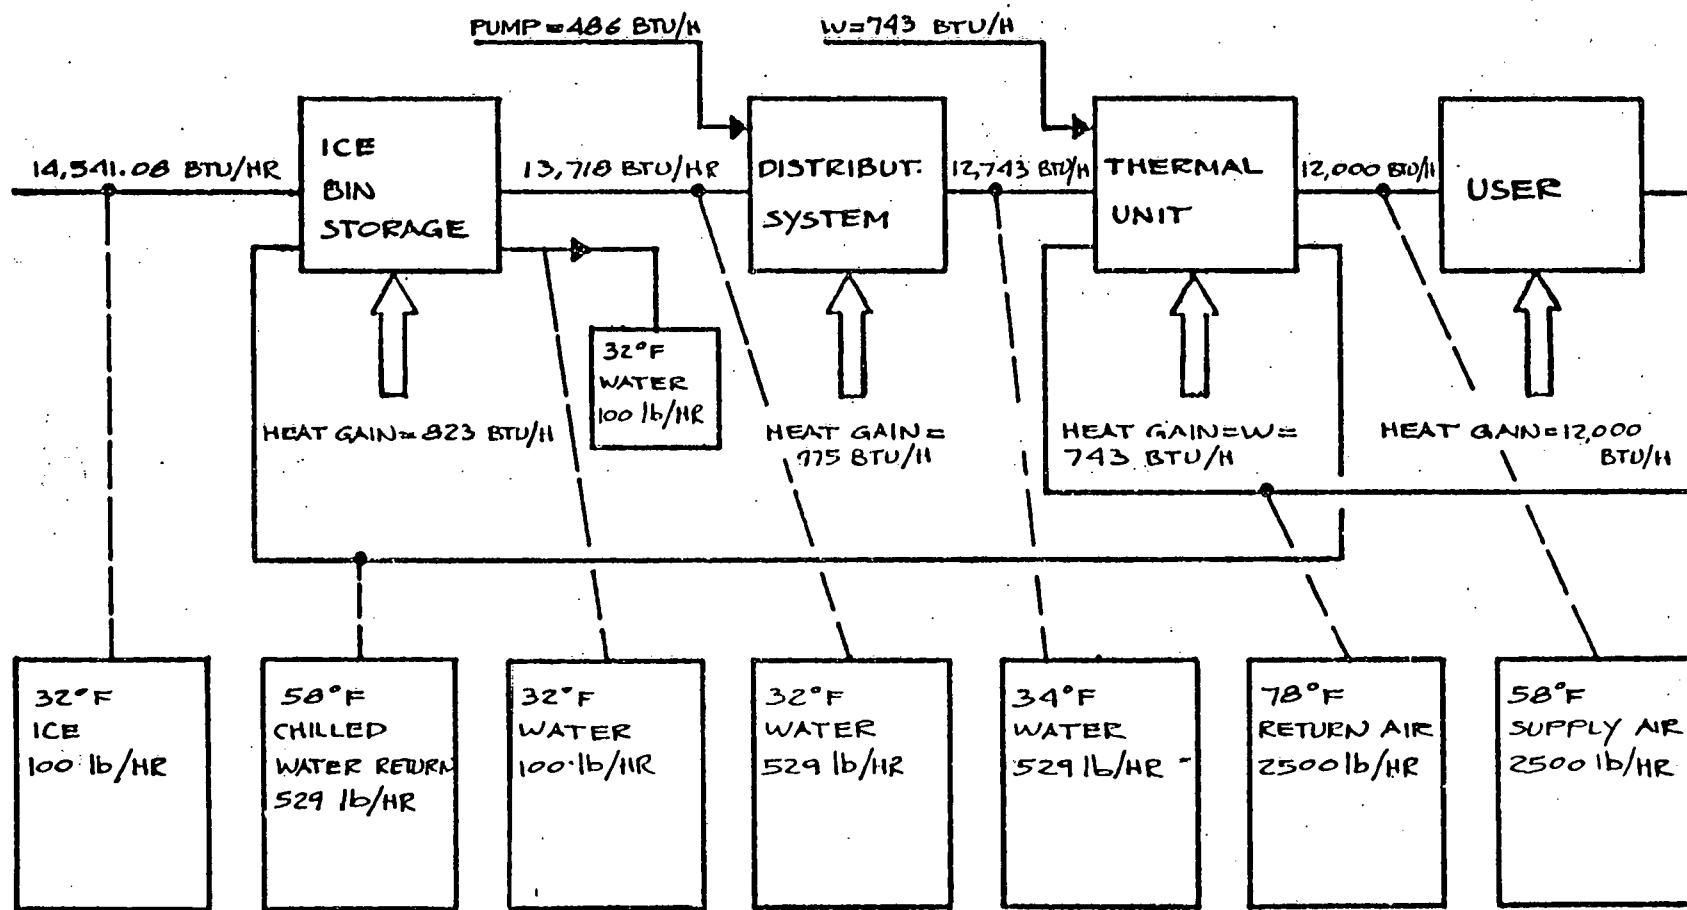 PUMP=486 BTU/H
W=743 BTU/H
14,541.08 BTU/HR
ICE
BIN
STORAGE
13,718 BTU/HR
DISTRIBUT.
SYSTEM
12,743 BTU/H
THERMAL
UNIT
12,000 BTU/H
USER
HEAT GAIN=823 BTU/H
32°F
WATER
100 lb/HR
HEAT GAIN=
BTU/H
HEAT GAIN=W=
743 BTU/H
HEAT GAIN=12,000
BTU/H
32°F
ICE
100 lb/HR
58°F
CHILLED
WATER RETURN
529 lb/HR
32°F
WATER
100 lb/HR
32°F
WATER
529 lb/HR
34°F
WATER
529 lb/HR
78°F
RETURN AIR
2500 lb/HR
58°F
SUPPLY AIR
2500 lb/HR